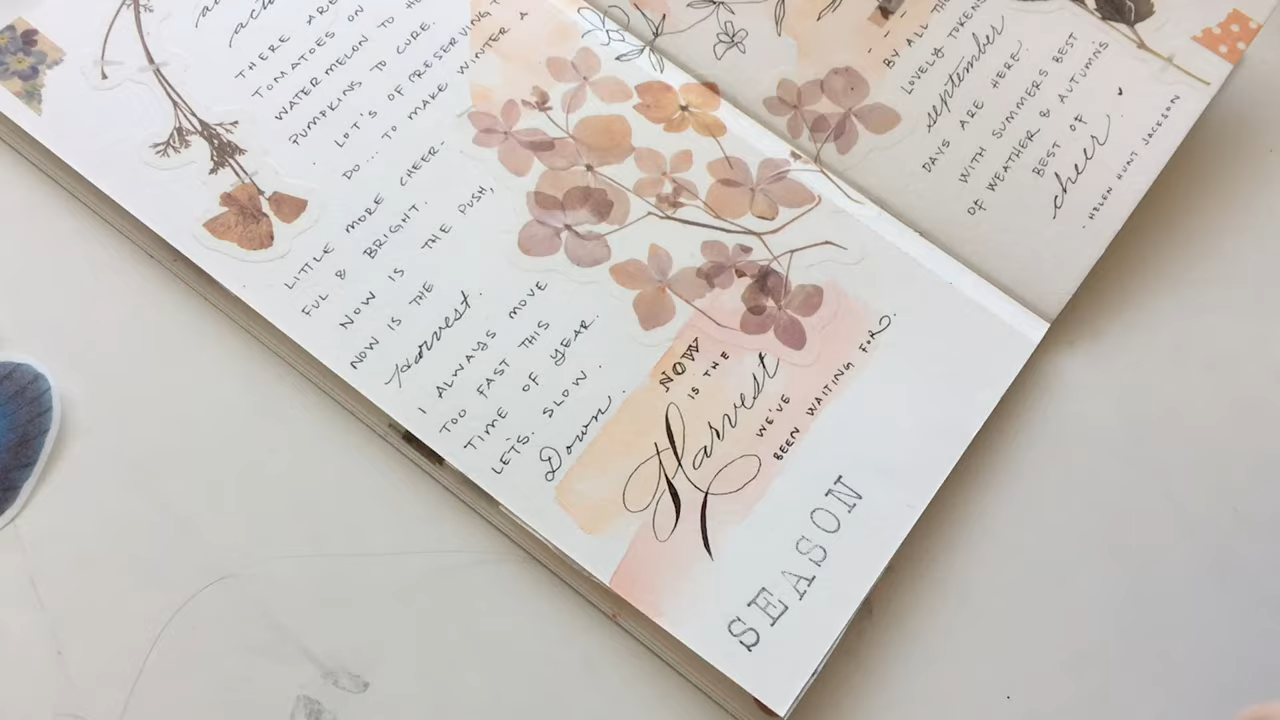 THERE ARE
TOMATOES ON
WATERMELON TO
PUMPKINS TO CURE.
. LOT'S OF PRESERVING
DO... TO MAKE WINTER A
LITTLE MORE CHEER-
FUL & BRIGHT.
NOW IS THE PUSH,
NOW IS THE
harvest.
I ALWAYS MOVE
TOO FAST THIS
TIME OF YEAR.
LET'S. SLOW.
Down.
NOW
IS THE
Harvest
WE'VE
BEEN WAITING FOR.
SEASON
BY ALL THE
LOVELY TOKENS
september
DAYS ARE HERE.
WITH SUMMERS BEST
OF WEATHER & AUTUMN'S
BEST OF
cheer.
HELEN HUNT JACKSON